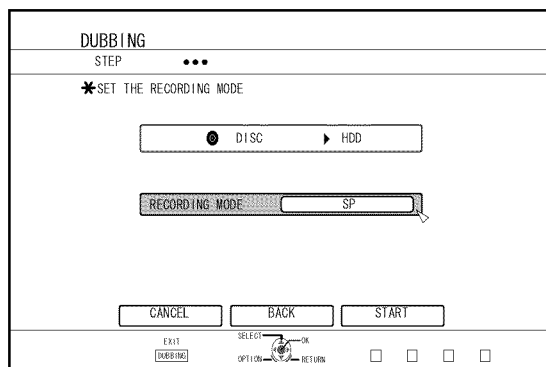 DUBBING
STEP
SET THE RECORDING MODE
DISC HDD
RECORDING MODE SP
CANCEL BACK START
EXIT SELECT OK
DUBBING OPTION RETURN